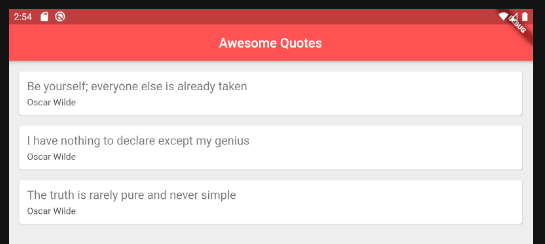 2:54
DEBUG
Awesome Quotes
Be yourself; everyone else is already taken
Oscar Wilde
I have nothing to declare except my genius
Oscar Wilde
The truth is rarely pure and never simple
Oscar Wilde